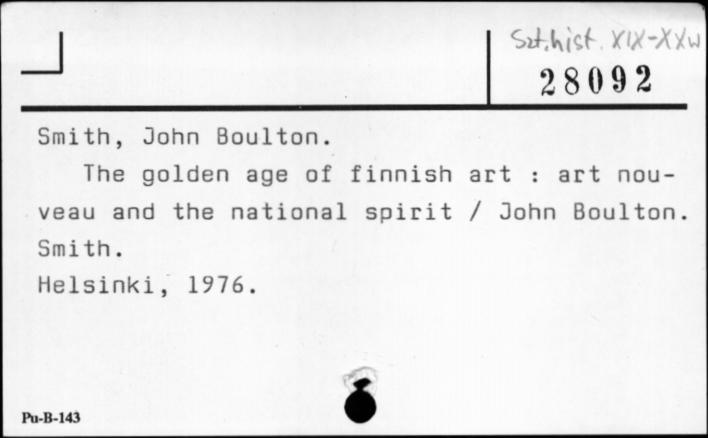 Szt.hist. XIX-XXw
28092
Smith, John Boulton.
The golden age of finnish art : art nou-
veau and the national spirit / John Boulton.
Smith.
Helsinki, 1976.
Pu-B-143